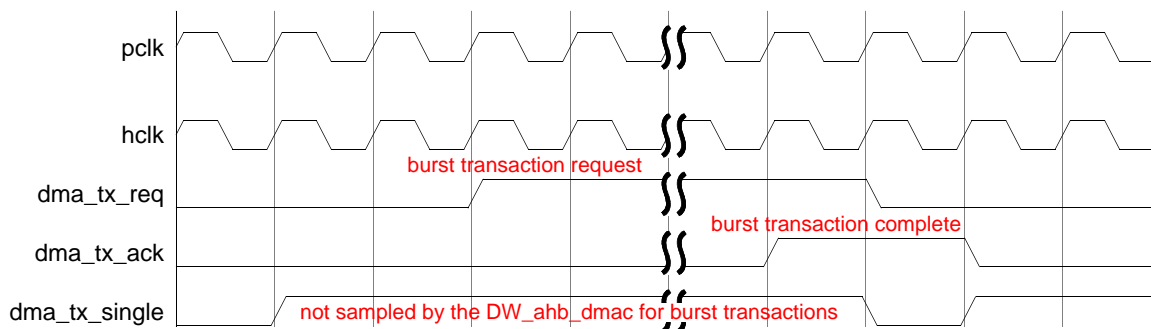 pclk
hclk
burst transaction request
dma_tx_req
burst transaction complete
dma_tx_ack
dma_tx_single
not sampled by the DW_ahb_dmac for burst transactions